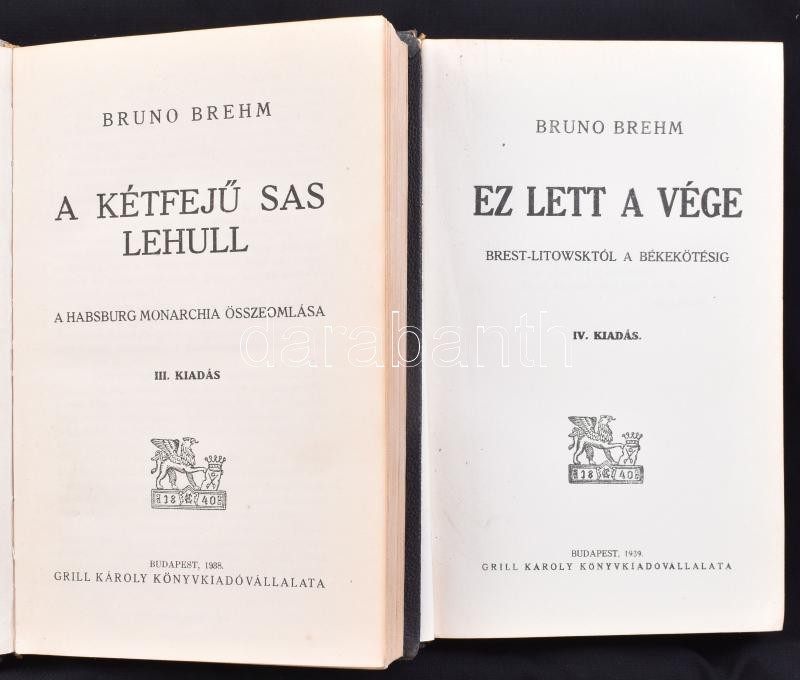 BRUNO BREHM
A KÉTFEJŰ SAS
LEHULL
A HABSBURG MONARCHIA ÖSSZEOMLÁSA
III. KIADÁS
18 40
BUDAPEST, 1938.
GRILL KÁROLY KÖNYVKIADÓVÁLLALATA
BRUNO BREHM
EZ LETT A VÉGE
BREST-LITOWSKTÓL A BÉKEKÖTÉSIG
IV. KIADÁS.
18 40
BUDAPEST, 1939.
GRILL KÁROLY KÖNYVKIADÓVÁLLALATA
darabanth